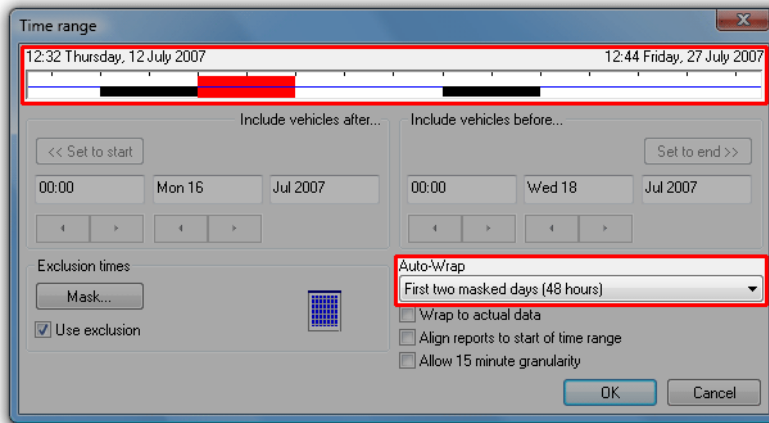 Time range
12:32 Thursday, 12 July 2007 12:44 Friday, 27 July 2007
Include vehicles after... Include vehicles before...
<< Set to start Set to end >>
00:00 Mon 16 Jul 2007 00:00 Wed 18 Jul 2007
Exclusion times Auto-Wrap
Mask... First two masked days (48 hours)
Use exclusion Wrap to actual data
Align reports to start of time range
Allow 15 minute granularity
OK Cancel